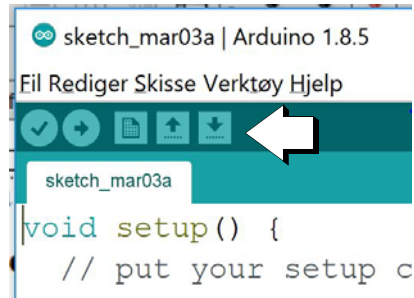 sketch_mar03a | Arduino 1.8.5
Fil Rediger Skisse Verktøy Hjelp
sketch_mar03a
void setup() {
// put your setup c